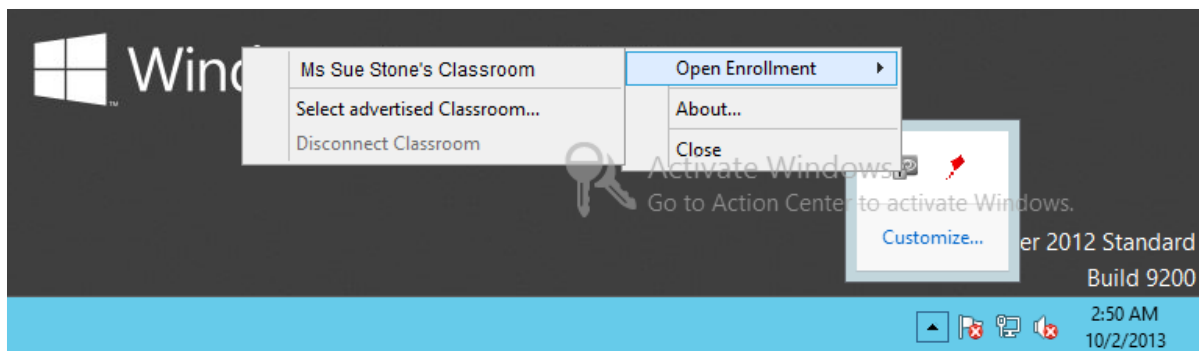 Wind
Ms Sue Stone's Classroom
Select advertised Classroom...
Disconnect Classroom
Open Enrollment
About...
Close
Activate Windows
Go to Action Center to activate Windows.
Customize...
er 2012 Standard
Build 9200
2:50 AM
10/2/2013